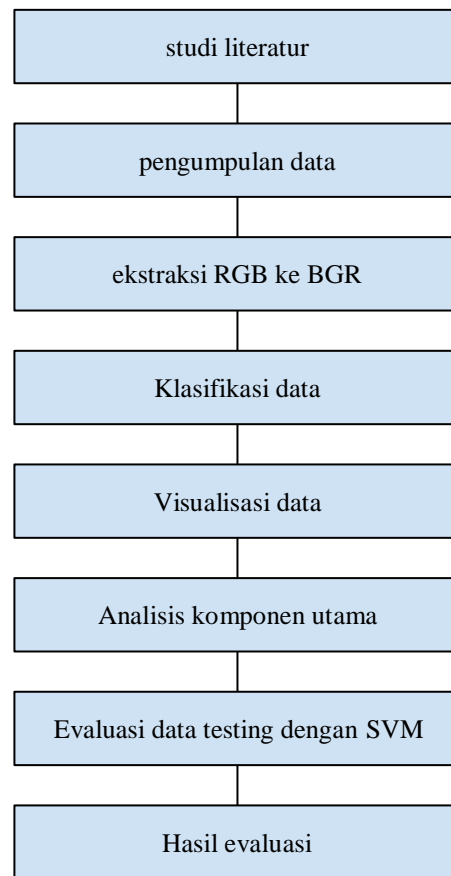 studi literatur
pengumpulan data
ekstraksi RGB ke BGR
Klasifikasi data
Visualisasi data
Analisis komponen utama
Evaluasi data testing dengan SVM
Hasil evaluasi